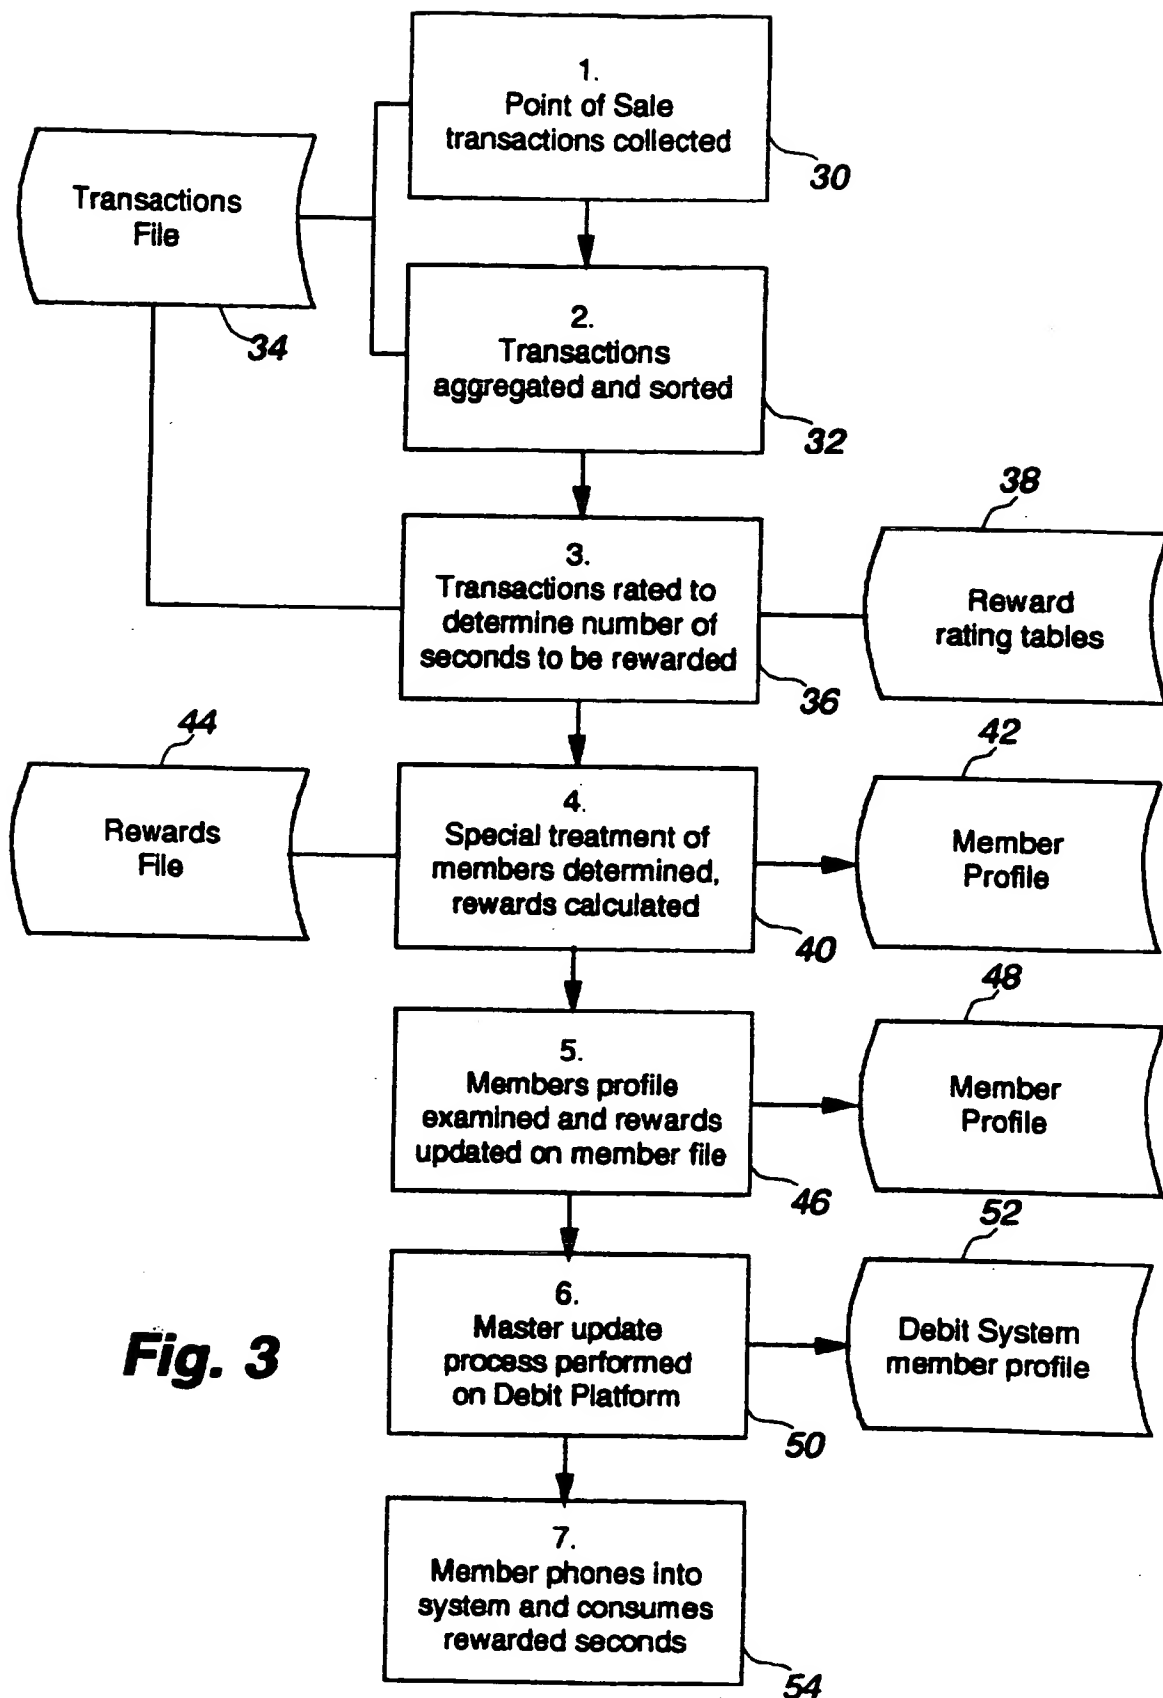 1.
Point of Sale
transactions collected
30
Transactions
File
34
2.
Transactions
aggregated and sorted
32
3.
Transactions rated to
determine number of
seconds to be rewarded
36
38
Reward
rating tables
44
Rewards
File
4.
Special treatment of
members determined,
rewards calculated
40
42
Member
Profile
5.
Members profile
examined and rewards
updated on member file
46
48
Member
Profile
6.
Master update
process performed
on Debit Platform
50
52
Debit System
member profile
Fig. 3
7.
Member phones into
system and consumes
rewarded seconds
54